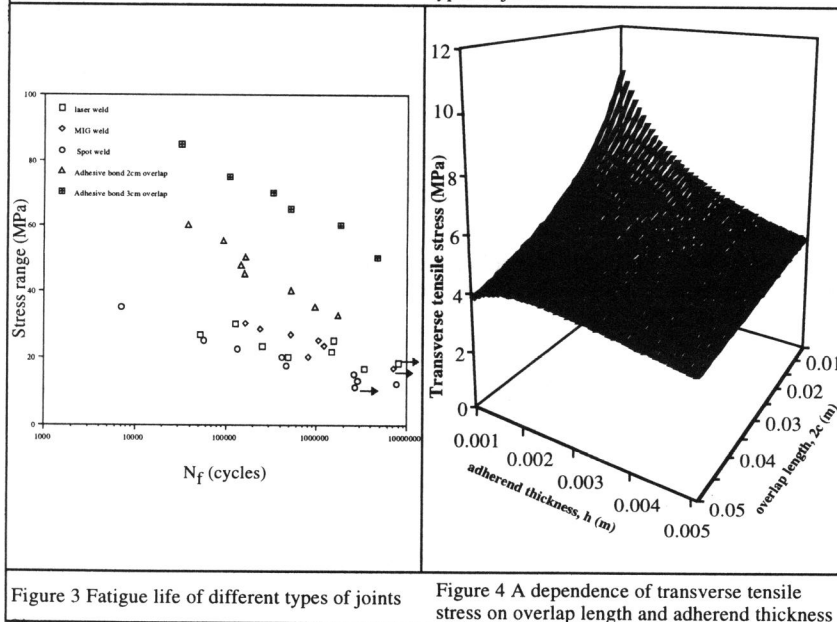 100
80
60
40
20
0
Stress range (MPa)
laser weld
MIG weld
Spot weld
Adhesive bond 2cm overlap
Adhesive bond 3cm overlap
1000
10000
100000
1000000
10000000
Nf (cycles)
Figure 3 Fatigue life of different types of joints
12
10
8
6
4
2
0
Transverse tensile stress (MPa)
0.001
0.002
0.003
0.004
0.005
adherend thickness, h (m)
0.01
0.02
0.03
0.04
0.05
overlap length, 2c (m)
Figure 4 A dependence of transverse tensile
stress on overlap length and adherend thickness